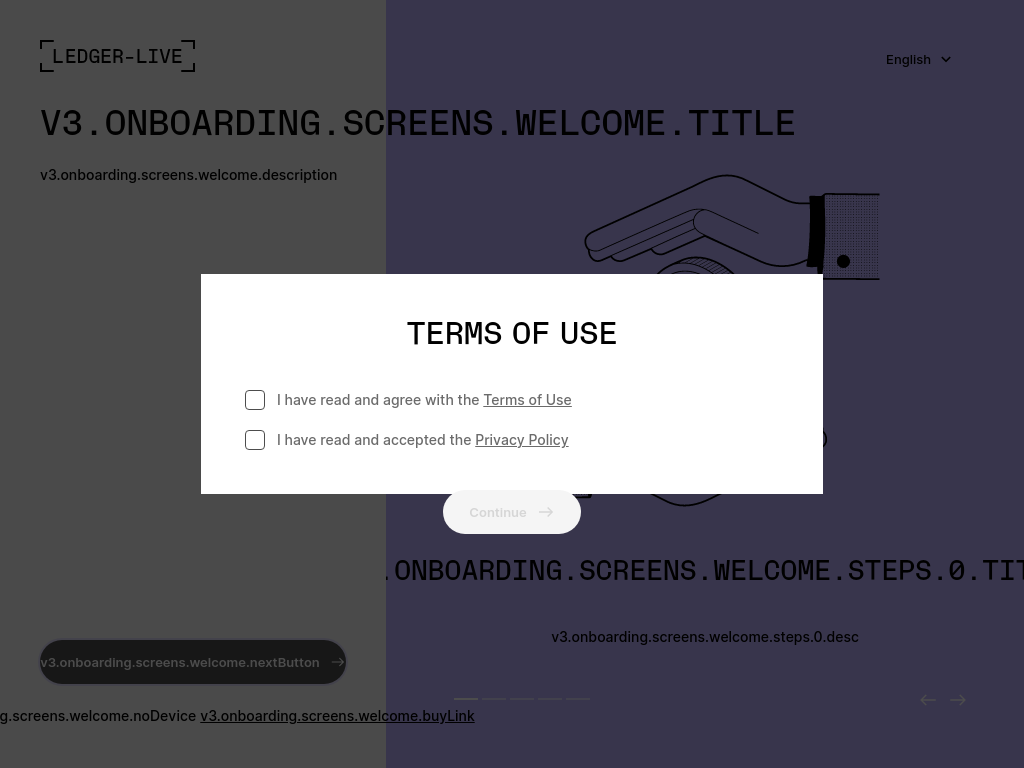 LEDGER-LIVE
English
V3.ONBOARDING.SCREENS.WELCOME.TITLE
v3.onboarding.screens.welcome.description
TERMS OF USE
I have read and agree with the Terms of Use
I have read and accepted the Privacy Policy
Continue
.ONBOARDING.SCREENS.WELCOME.STEPS.0.TIT
v3.onboarding.screens.welcome.steps.0.desc
v3.onboarding.screens.welcome.nextButton
g.screens.welcome.noDevice v3.onboarding.screens.welcome.buyLink